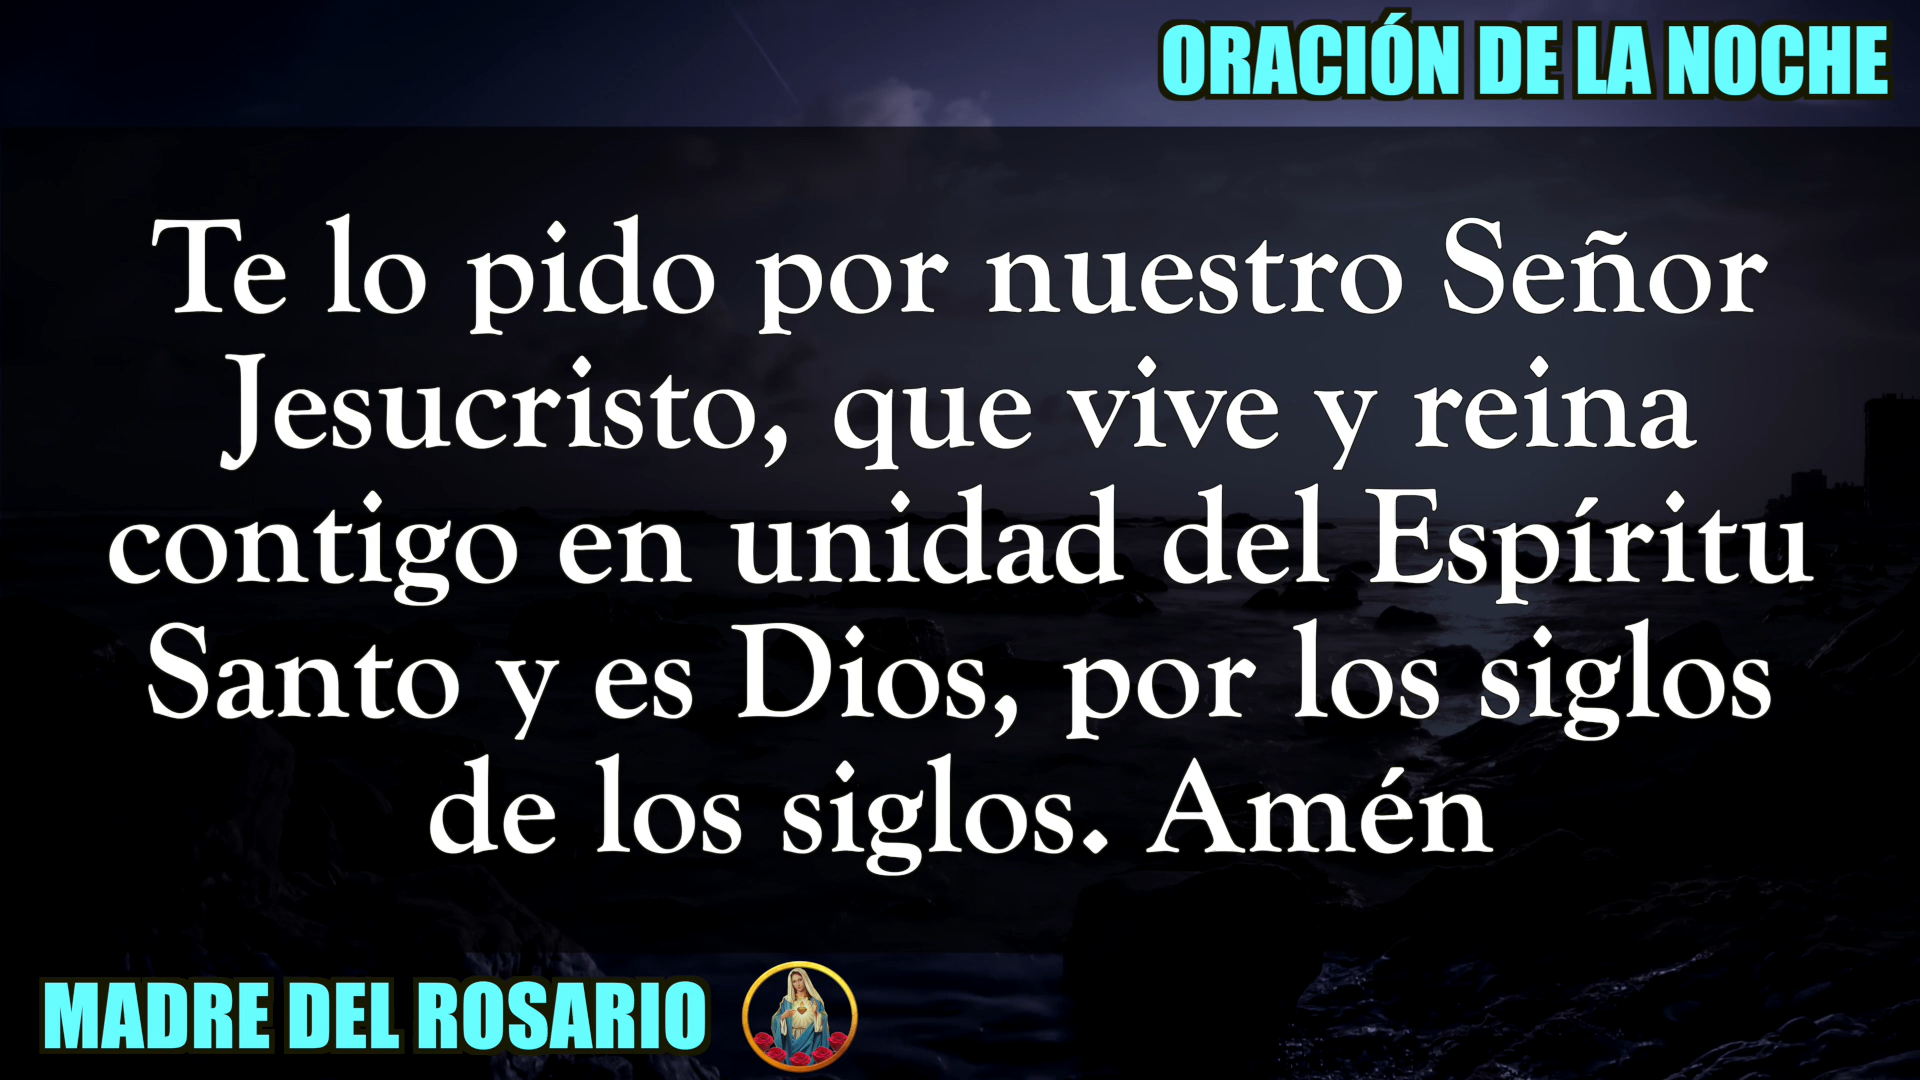 ORACIÓN DE LA NOCHE
Te lo pido por nuestro Señor
Jesucristo, que vive y reina
contigo en unidad del Espíritu
Santo y es Dios, por los siglos
de los siglos. Amén
MADRE DEL ROSARIO